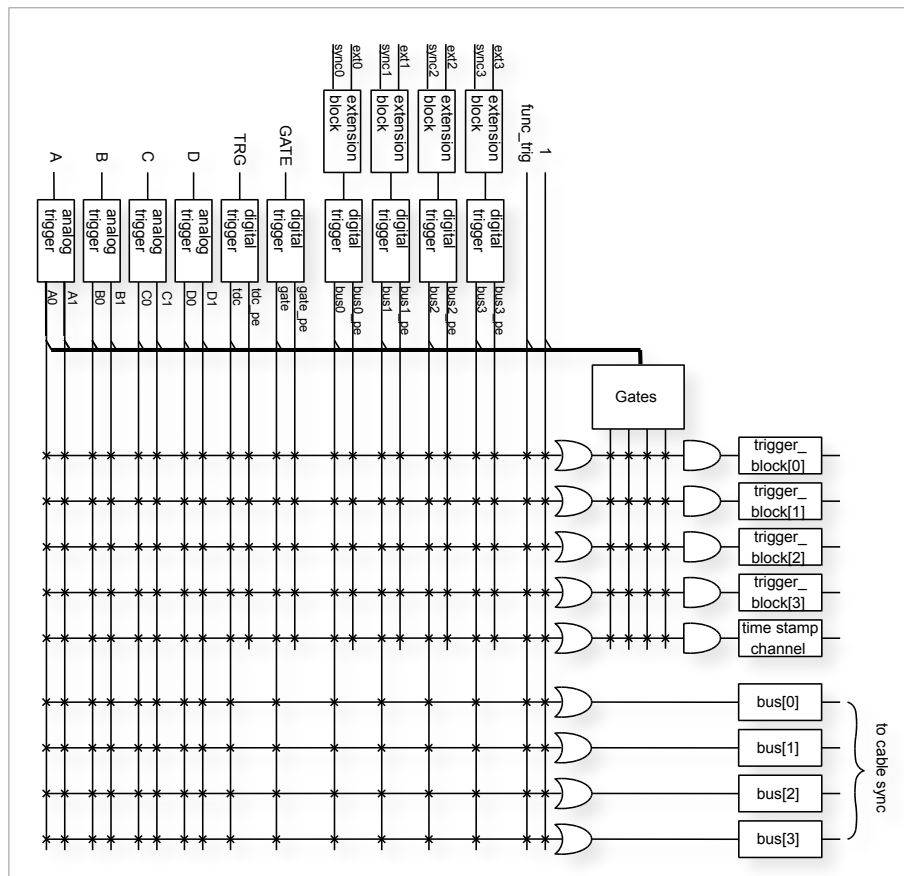 ext0
sync0
ext1
sync1
ext2
sync2
ext3
sync3
extension
block
extension
block
extension
block
extension
block
A
B
C
D
TRG
GATE
func_trig
1
analog
trigger
analog
trigger
analog
trigger
analog
trigger
digital
trigger
digital
trigger
digital
trigger
digital
trigger
digital
trigger
digital
trigger
A0
A1
B0
B1
C0
C1
D0
D1
tdc
tdc_pe
gate
gate_pe
bus0
bus0_pe
bus1
bus1_pe
bus2
bus2_pe
bus3
bus3_pe
Gates
trigger_
block[0]
trigger_
block[1]
trigger_
block[2]
trigger_
block[3]
time stamp
channel
bus[0]
bus[1]
bus[2]
bus[3]
to cable sync